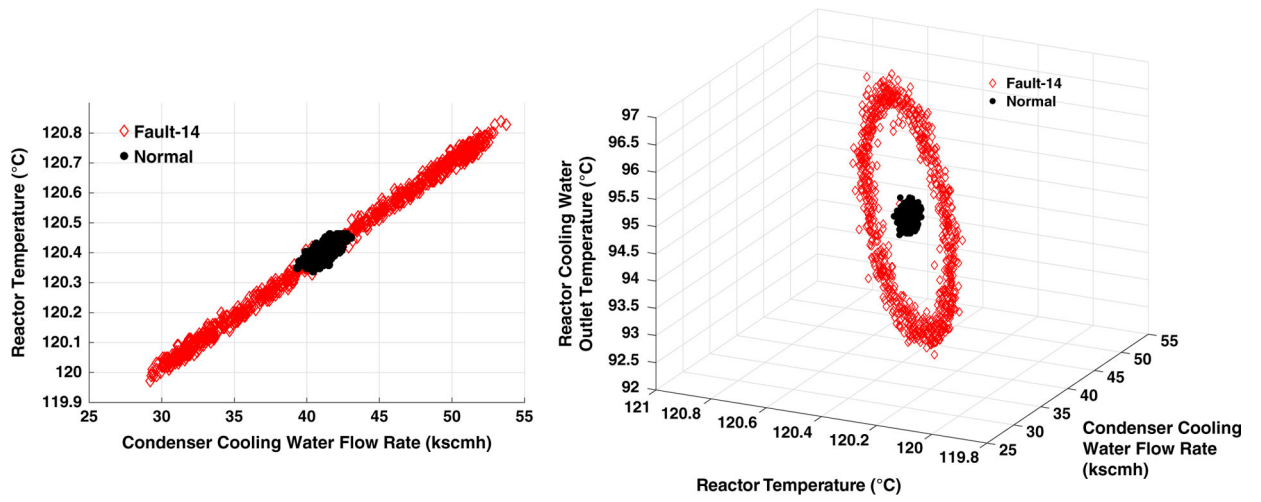 120.8
120.7
120.6
120.5
120.4
120.3
120.2
120.1
120
119.9
Reactor Temperature (°C)
Fault-14
Normal
25 30 35 40 45 50 55
Condenser Cooling Water Flow Rate (kscmh)
Fault-14
Normal
97
96.5
96
95.5
95
94.5
94
93.5
93
92.5
92
Reactor Cooling Water
Outlet Temperature (°C)
121 120.8 120.6 120.4 120.2 120 119.8
Reactor Temperature (°C)
55
50
45
40
35
30
25
Condenser Cooling
Water Flow Rate
(kscmh)